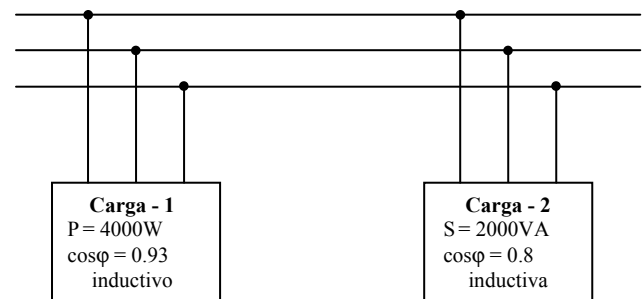 Carga - 1
P = 4000W
cosφ = 0.93
inductivo
Carga - 2
S = 2000VA
cosφ = 0.8
inductiva